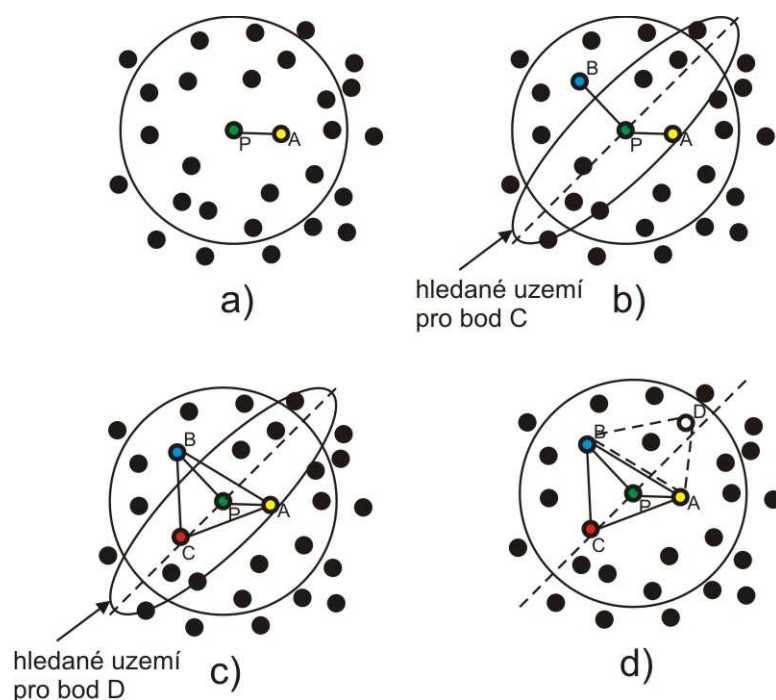 P
A
a)
B
P
A
hledané uzemí
pro bod C
b)
B
P
A
C
hledané uzemí
pro bod D
c)
D
B
P
A
C
d)